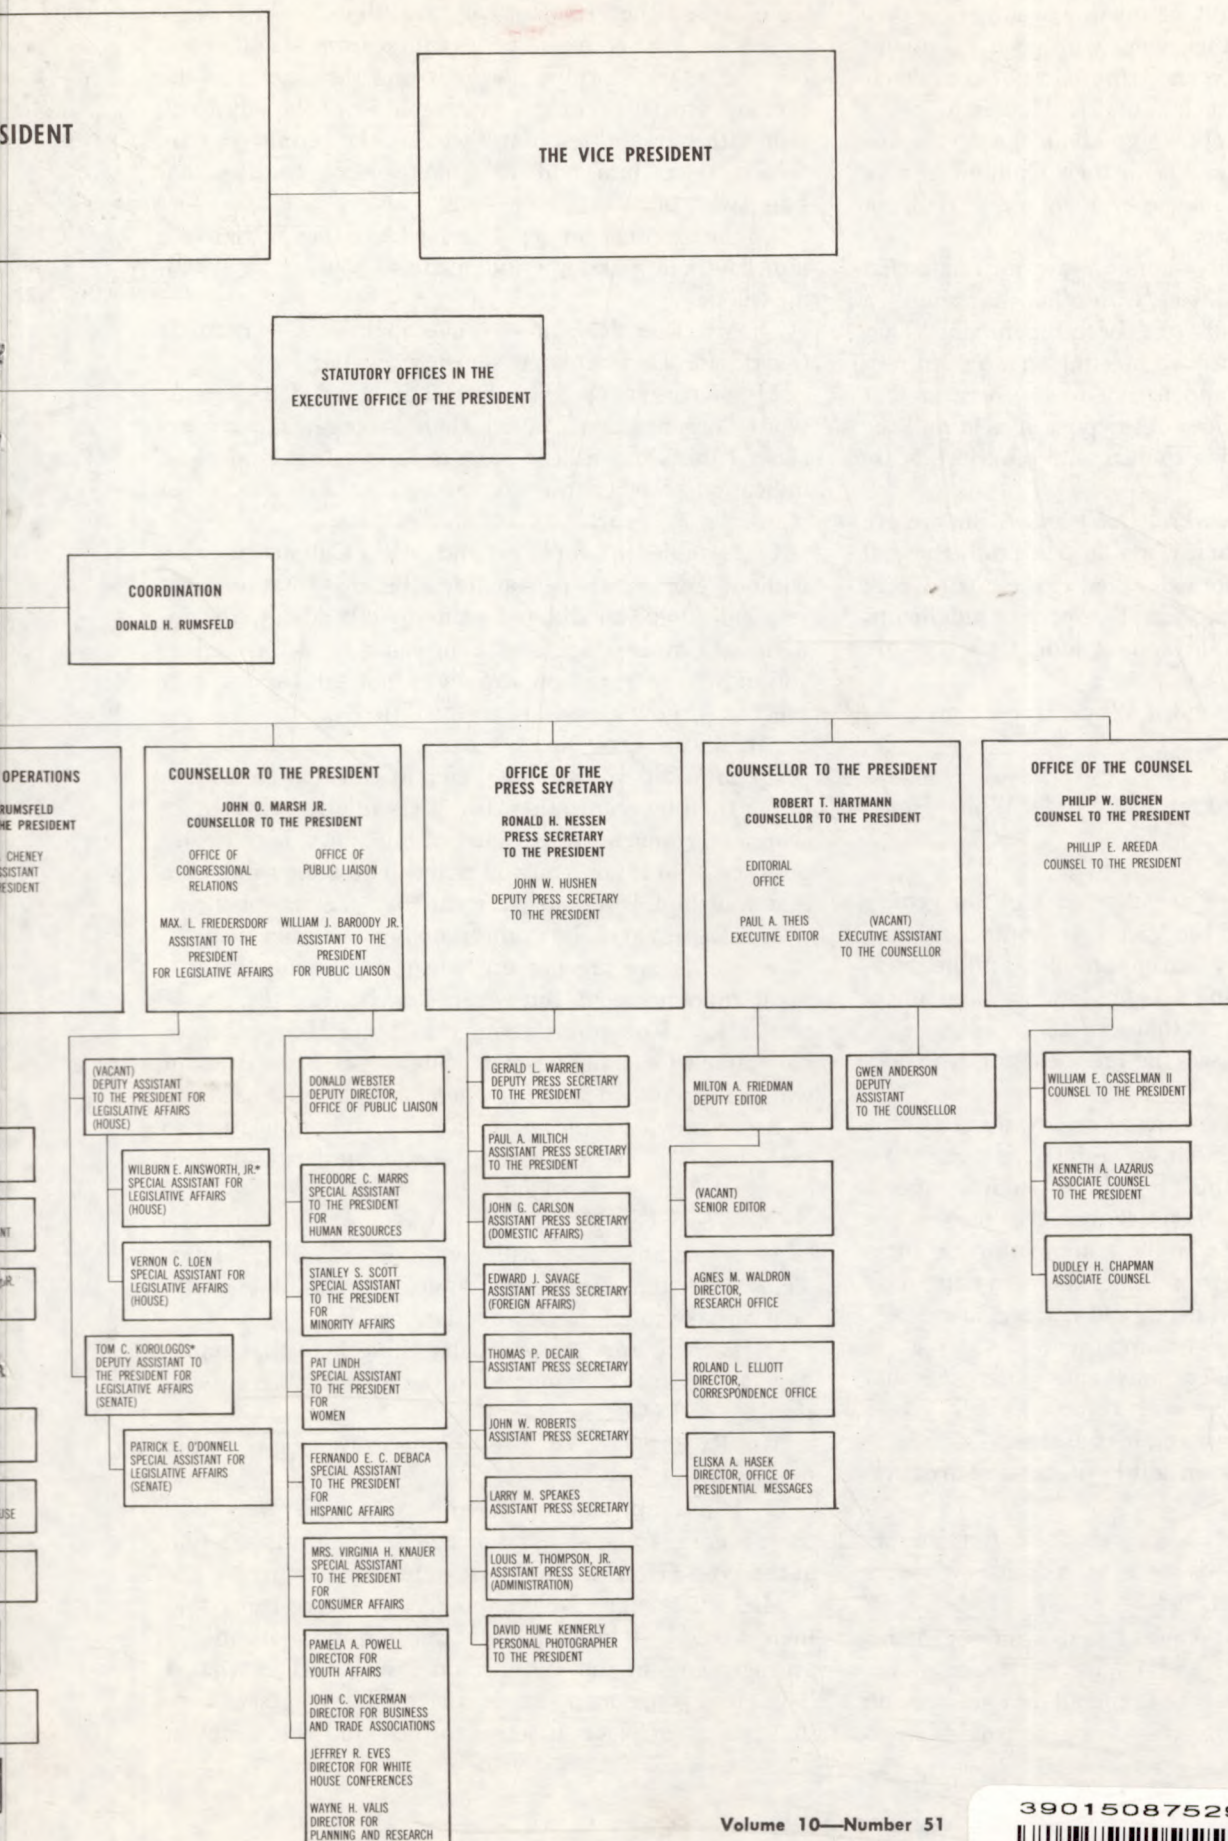 SIDENT
THE VICE PRESIDENT
STATUTORY OFFICES IN THE
EXECUTIVE OFFICE OF THE PRESIDENT
COORDINATION
DONALD H. RUMSFELD
OPERATIONS
RUMSFELD
HE PRESIDENT
CHENEY
SSISTANT
RESIDENT
COUNSELLOR TO THE PRESIDENT
JOHN O. MARSH JR.
COUNSELLOR TO THE PRESIDENT
OFFICE OF
CONGRESSIONAL
RELATIONS
OFFICE OF
PUBLIC LIAISON
MAX. L. FRIEDERSDORF
ASSISTANT TO THE
PRESIDENT
FOR LEGISLATIVE AFFAIRS
WILLIAM J. BAROODY JR.
ASSISTANT TO THE
PRESIDENT
FOR PUBLIC LIAISON
OFFICE OF THE
PRESS SECRETARY
RONALD H. NESSEN
PRESS SECRETARY
TO THE PRESIDENT
JOHN W. HUSHEN
DEPUTY PRESS SECRETARY
TO THE PRESIDENT
COUNSELLOR TO THE PRESIDENT
ROBERT T. HARTMANN
COUNSELLOR TO THE PRESIDENT
EDITORIAL
OFFICE
PAUL A. THEIS
EXECUTIVE EDITOR
(VACANT)
EXECUTIVE ASSISTANT
TO THE COUNSELLOR
OFFICE OF THE COUNSEL
PHILIP W. BUCHEN
COUNSEL TO THE PRESIDENT
PHILLIP E. AREEDA
COUNSEL TO THE PRESIDENT
NT
USE
(VACANT)
DEPUTY ASSISTANT
TO THE PRESIDENT FOR
LEGISLATIVE AFFAIRS
(HOUSE)
WILBURN E. AINSWORTH, JR.*
SPECIAL ASSISTANT FOR
LEGISLATIVE AFFAIRS
(HOUSE)
VERNON C. LOEN
SPECIAL ASSISTANT FOR
LEGISLATIVE AFFAIRS
(HOUSE)
TOM C. KOROLOGOS*
DEPUTY ASSISTANT TO
THE PRESIDENT FOR
LEGISLATIVE AFFAIRS
(SENATE)
PATRICK E. O'DONNELL
SPECIAL ASSISTANT FOR
LEGISLATIVE AFFAIRS
(SENATE)
DONALD WEBSTER
DEPUTY DIRECTOR,
OFFICE OF PUBLIC LIAISON
THEODORE C. MARRS
SPECIAL ASSISTANT
TO THE PRESIDENT
FOR
HUMAN RESOURCES
STANLEY S. SCOTT
SPECIAL ASSISTANT
TO THE PRESIDENT
FOR
MINORITY AFFAIRS
PAT LINDH
SPECIAL ASSISTANT
TO THE PRESIDENT
FOR
WOMEN
FERNANDO E. C. DEBACA
SPECIAL ASSISTANT
TO THE PRESIDENT
FOR
HISPANIC AFFAIRS
MRS. VIRGINIA H. KNAUER
SPECIAL ASSISTANT
TO THE PRESIDENT
FOR
CONSUMER AFFAIRS
PAMELA A. POWELL
DIRECTOR FOR
YOUTH AFFAIRS
JOHN C. VICKERMAN
DIRECTOR FOR BUSINESS
AND TRADE ASSOCIATIONS
JEFFREY R. EVES
DIRECTOR FOR WHITE
HOUSE CONFERENCES
WAYNE H. VALIS
DIRECTOR FOR
PLANNING AND RESEARCH
GERALD L. WARREN
DEPUTY PRESS SECRETARY
TO THE PRESIDENT
PAUL A. MILTICH
ASSISTANT PRESS SECRETARY
TO THE PRESIDENT
JOHN G. CARLSON
ASSISTANT PRESS SECRETARY
(DOMESTIC AFFAIRS)
EDWARD J. SAVAGE
ASSISTANT PRESS SECRETARY
(FOREIGN AFFAIRS)
THOMAS P. DECAIR
ASSISTANT PRESS SECRETARY
JOHN W. ROBERTS
ASSISTANT PRESS SECRETARY
LARRY M. SPEAKES
ASSISTANT PRESS SECRETARY
LOUIS M. THOMPSON, JR.
ASSISTANT PRESS SECRETARY
(ADMINISTRATION)
DAVID HUME KENNERLY
PERSONAL PHOTOGRAPHER
TO THE PRESIDENT
MILTON A. FRIEDMAN
DEPUTY EDITOR
(VACANT)
SENIOR EDITOR
AGNES M. WALDRON
DIRECTOR,
RESEARCH OFFICE
ROLAND L. ELLIOTT
DIRECTOR,
CORRESPONDENCE OFFICE
ELISKA A. HASEK
DIRECTOR, OFFICE OF
PRESIDENTIAL MESSAGES
GWEN ANDERSON
DEPUTY
ASSISTANT
TO THE COUNSELLOR
WILLIAM E. CASSELMAN II
COUNSEL TO THE PRESIDENT
KENNETH A. LAZARUS
ASSOCIATE COUNSEL
TO THE PRESIDENT
DUDLEY H. CHAPMAN
ASSOCIATE COUNSEL
Volume 10—Number 51
3901508752